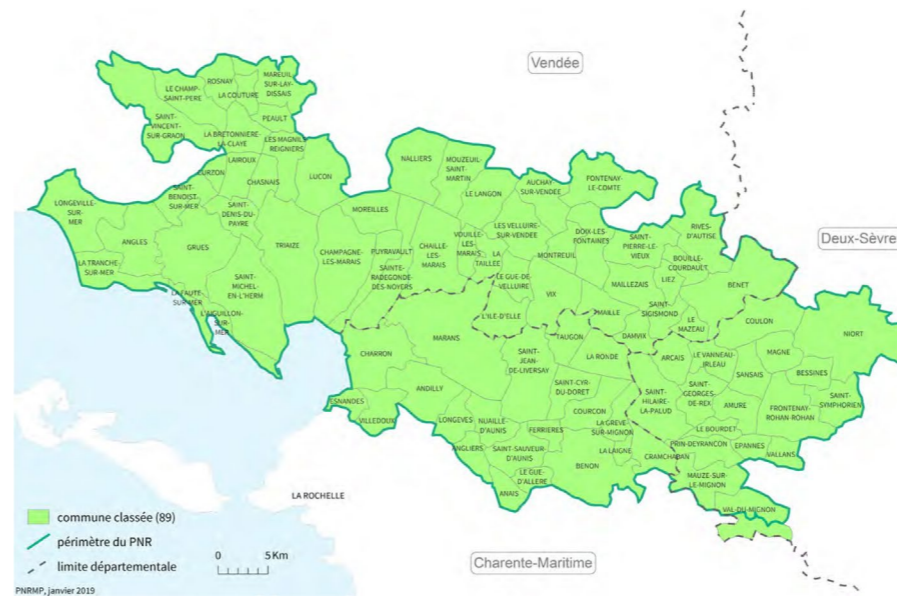 Vendée
Deux-Sèvre
Charente-Maritime
ROSNAY
MAREUIL-
SUR-LAY-
DISSAIS
LE CHAMP-
SAINT-PERE
LA COUTURE
PEAULT
SAINT-
VINCENT-
SUR-GRAON
LA BRETONNIERE-
LA-CLAYE
LES MAGNILS-
REIGNIERS
LAIROUX
CURZON
CHASNAIS
LUCON
NALLIERS
MOUZEUIL-
SAINT-
MARTIN
LE LANGON
AUCHAY-
SUR-VENDEE
FONTENAY-
LE-COMTE
LONGEVILLE-
SUR-
MER
SAINT-
BENOIST-
SUR-MER
SAINT-
DENIS-DU-
PAYRE
MOREILLES
ANGLES
GRUES
TRIAIZE
LA TRANCHE-
SUR-MER
CHAMPAGNE-
LES-MARAIS
PUYRAVAULT
CHAILLE-
LES-
MARAIS
VOUILLE-
LES-
MARAIS
LA
TAILLEE
LES VELLUIRE-
SUR-VENDEE
DOIX-LES
FONTAINES
MONTREUIL
SAINT-
PIERRE-LE-
VIEUX
RIVES-
D'AUTISE
BOUILLE-
COURDAULT
SAINTE-
RADEGONDE-
DES-NOYERS
LE GUE-DE-
VELLUIRE
MAILLEZAIS
LIEZ
BENET
SAINT-
MICHEL-
EN-L'HERM
LA FAUTE-
SUR-MER
L'AIGUILLON-
SUR-
MER
L'ILE-D'ELLE
VIX
MAILLE
SAINT-
SIGISMOND
LE
MAZEAU
DAMVIX
COULON
NIORT
CHARRON
MARANS
TAUGON
SAINT-
JEAN-
DE-LIVERSAY
LA RONDE
ARCAIS
LE VANNEAU-
IRLEAU
MAGNE
SANSAIS
BESSINES
ANDILLY
SAINT-CYR-
DU-DORET
SAINT-
HILAIRE-
LA-PALUD
SAINT-
GEORGES-
DE-REX
AMURE
FRONTENAY-
ROHAN-ROHAN
SAINT-
SYMPHORIEN
ESNANDES
VILLEDOUX
LONGEVES
NUAILLE-
D'AUNIS
FERRIERES
COURCON
LA GREVE-
SUR-MIGNON
LE BOURDET
PRIN-DEYRANCON
EPANNES
VALLANS
ANGLIERS
SAINT-SAUVEUR-
D'AUNIS
LA LAIGNE
CRAMCHABAN
BENON
LE GUE-
D'ALLERE
ANAIS
MAUZE-SUR-
LE-MIGNON
VAL-DU-MIGNON
LA ROCHELLE
commune classée (89)
périmètre du PNR
limite départementale
0 5 Km
PNRMP, janvier 2019